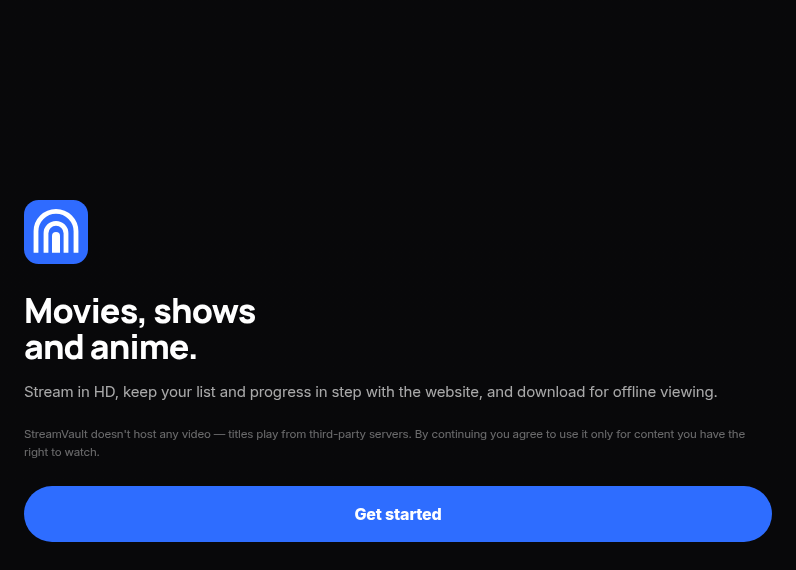 Movies, shows
and anime.
Stream in HD, keep your list and progress in step with the website, and download for offline viewing.
StreamVault doesn't host any video — titles play from third-party servers. By continuing you agree to use it only for content you have the
right to watch.
Get started